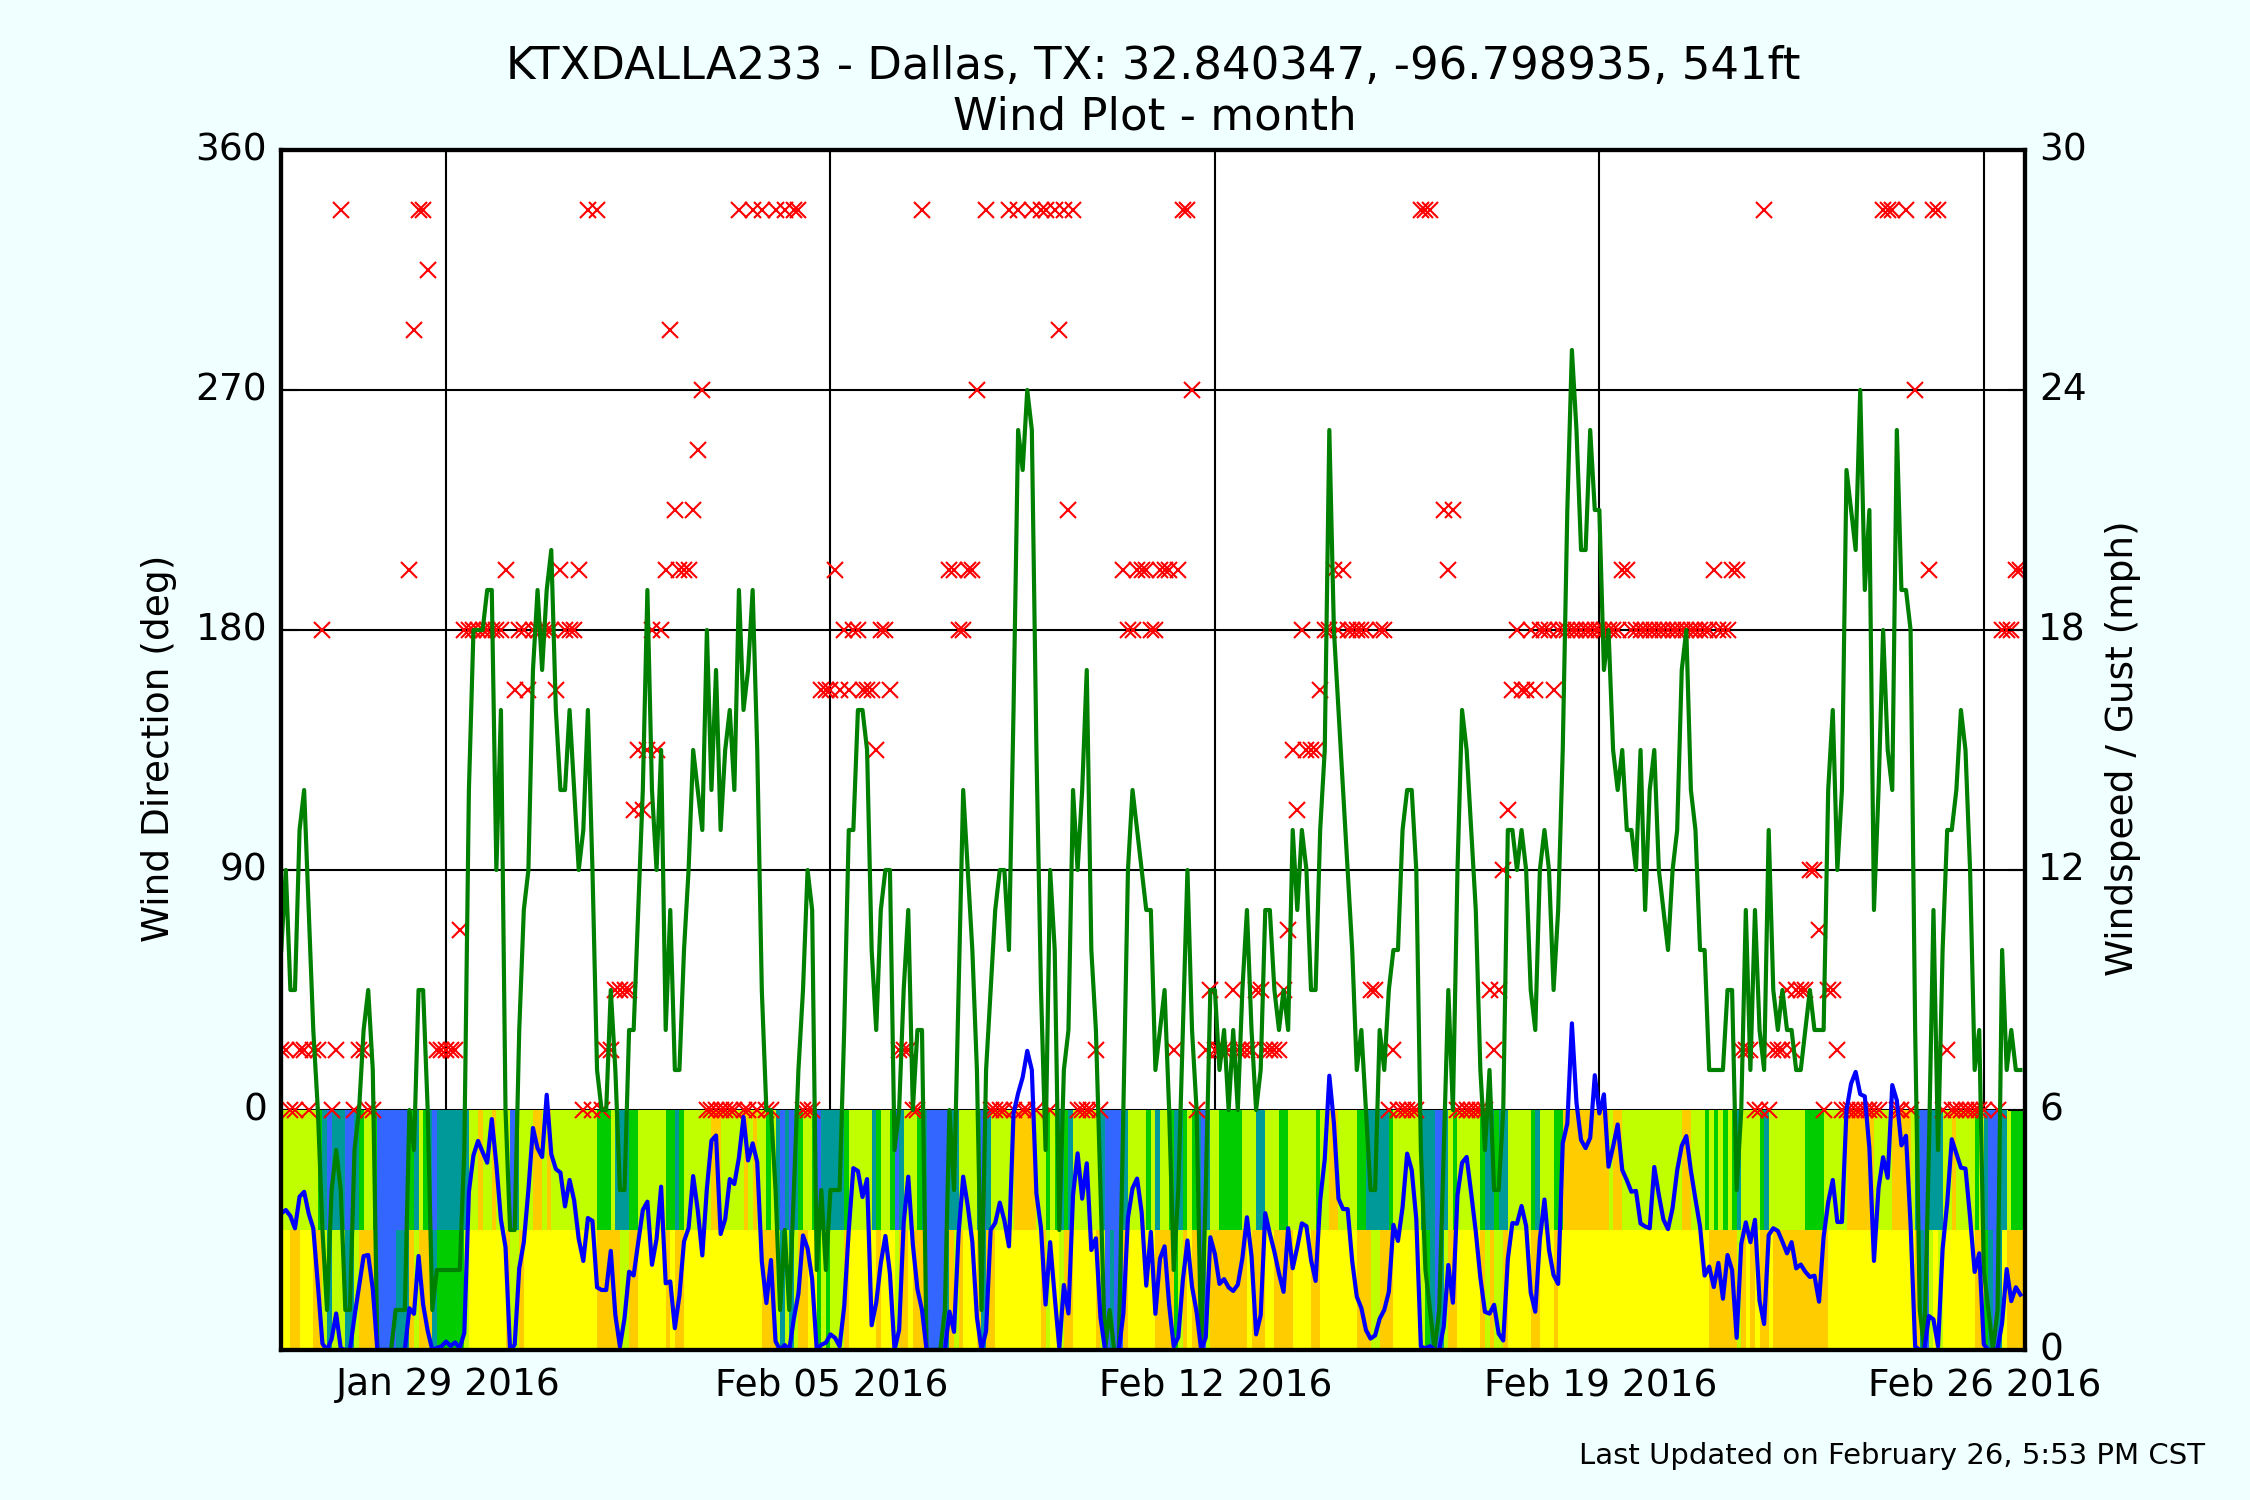 KTXDALLA233 - Dallas, TX: 32.840347, -96.798935, 541ft
Wind Plot - month
360
270
180
90
0
Wind Direction (deg)
30
24
18
12
6
0
Windspeed / Gust (mph)
Jan 29 2016
Feb 05 2016
Feb 12 2016
Feb 19 2016
Feb 26 2016
Last Updated on February 26, 5:53 PM CST